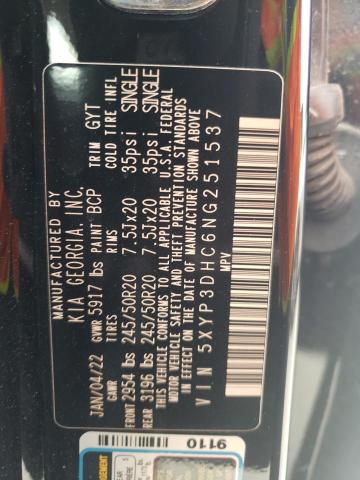 MANUFACTURED BY
KIA GEORGIA, INC.
JAN/04/22 PAINT BCP TRIM GYT
GVWR 5917 lbs
GAWR TIRES RIMS COLD TIRE INFL
FRONT 2954 lbs 245/50R20 7.5Jx20 35psi SINGLE
REAR 3196 lbs 245/50R20 7.5Jx20 35psi SINGLE
THIS CONFORMS TO ALL APPLICABLE U.S.A. FEDERAL
MOTOR VEHICLE SAFETY AND THEFT PREVENTION STANDARDS
IN EFFECT ON THE DATE OF MANUFACTURE SHOWN ABOVE
VIN 5XYP3DHC6NG251537
MPV
9110